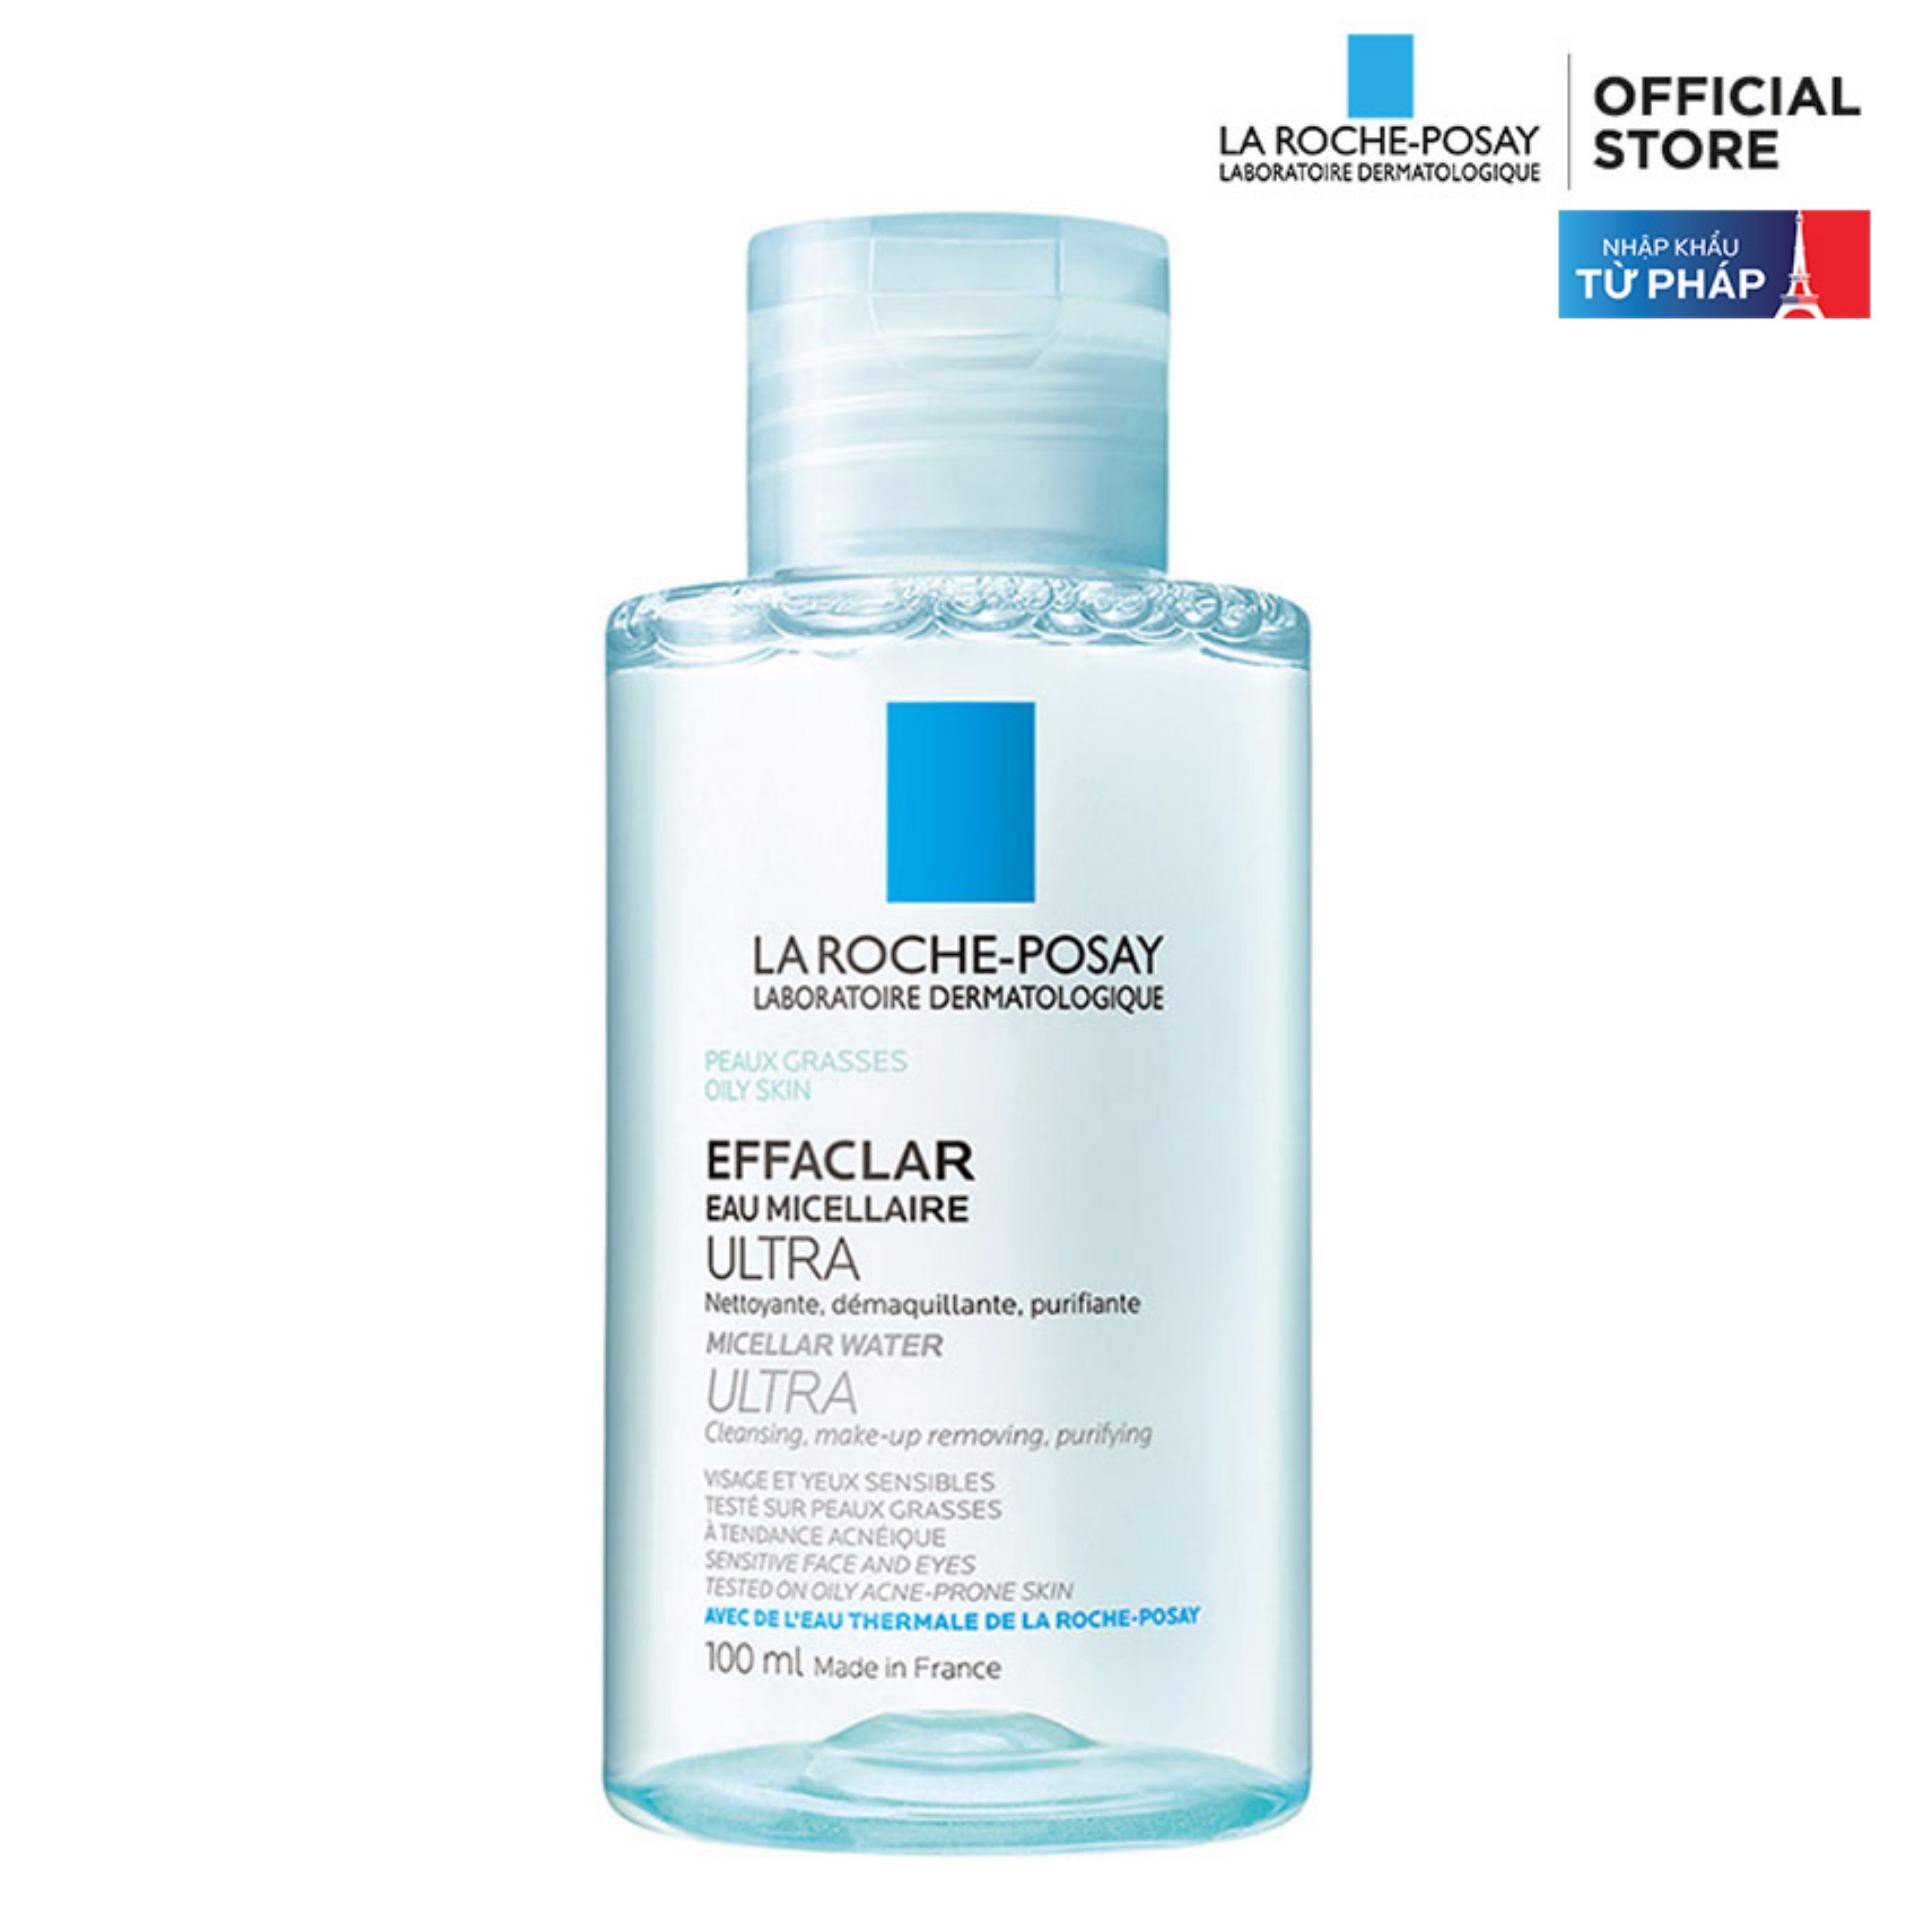 LA ROCHE-POSAY
LABORATOIRE DERMATOLOGIQUE
OFFICIAL
STORE
NHẬP KHẨU
TỪ PHÁP
LA ROCHE-POSAY
LABORATOIRE DERMATOLOGIQUE
PEAUX GRASSES
OILY SKIN
EFFACLAR
EAU MICELLAIRE
ULTRA
Nettoyante, démaquillante, purifiante
MICELLAR WATER
ULTRA
Cleansing, make-up removing, purifying
VISAGE ET YEUX SENSIBLES
TESTÉ SUR PEAUX GRASSES
À TENDANCE ACNÉIQUE
SENSITIVE FACE AND EYES
TESTED ON OILY ACNE-PRONE SKIN
AVEC DE L'EAU THERMALE DE LA ROCHE-POSAY
100 ml Made in France